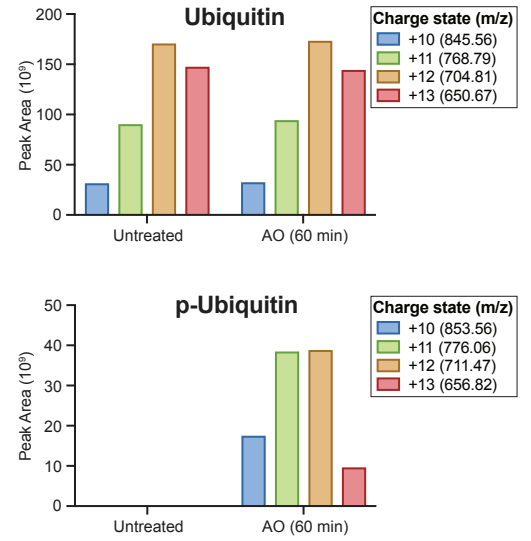 Ubiquitin
Peak Area (10⁹)
200
150
100
50
0
Untreated
AO (60 min)
Charge state (m/z)
+10 (845.56)
+11 (768.79)
+12 (704.81)
+13 (650.67)
p-Ubiquitin
Peak Area (10⁹)
50
40
30
20
10
0
Untreated
AO (60 min)
Charge state (m/z)
+10 (853.56)
+11 (776.06)
+12 (711.47)
+13 (656.82)